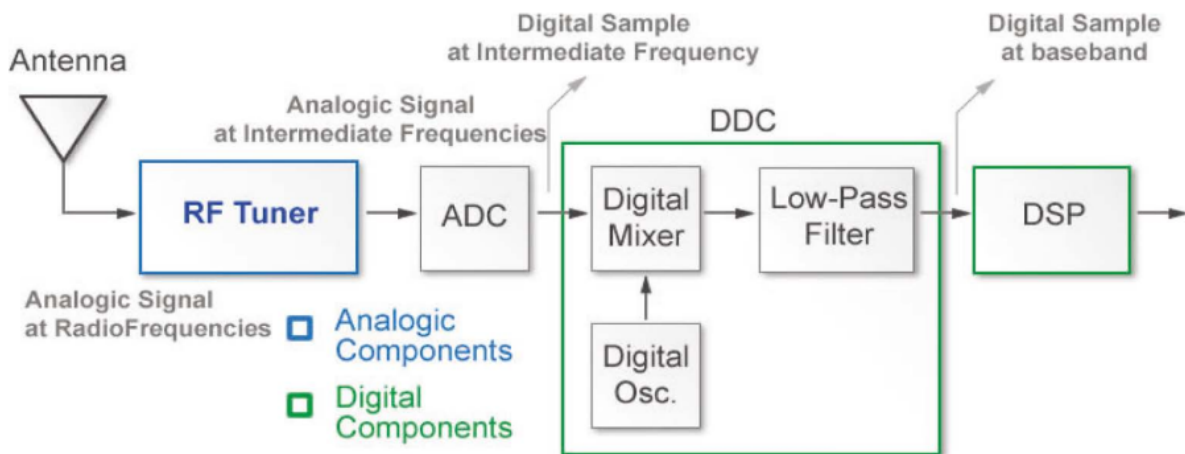 Antenna
Analogic Signal
at Intermediate Frequencies
Digital Sample
at Intermediate Frequency
Digital Sample
at baseband
DDC
RF Tuner
ADC
Digital
Mixer
Low-Pass
Filter
DSP
Analogic Signal
at RadioFrequencies
Analogic
Components
Digital
Osc.
Digital
Components